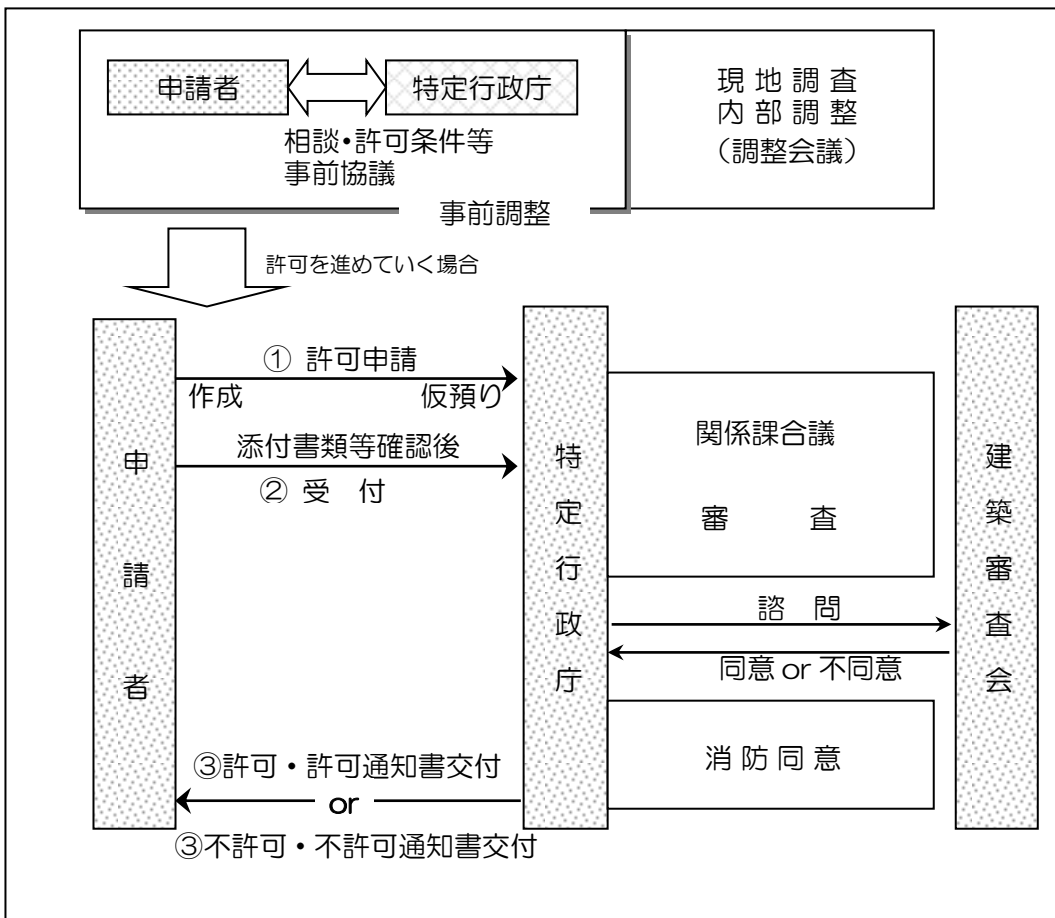 申請者
特定行政庁
相談・許可条件等
事前協議
現地調査
内部調整
（調整会議）
事前調整
許可を進めていく場合
申請者
① 許可申請
作成 仮預り
添付書類等確認後
② 受 付
特定行政庁
関係課合議
審 査
諮 問
同意 or 不同意
消防同意
建築審査会
③許可・許可通知書交付
or
③不許可・不許可通知書交付